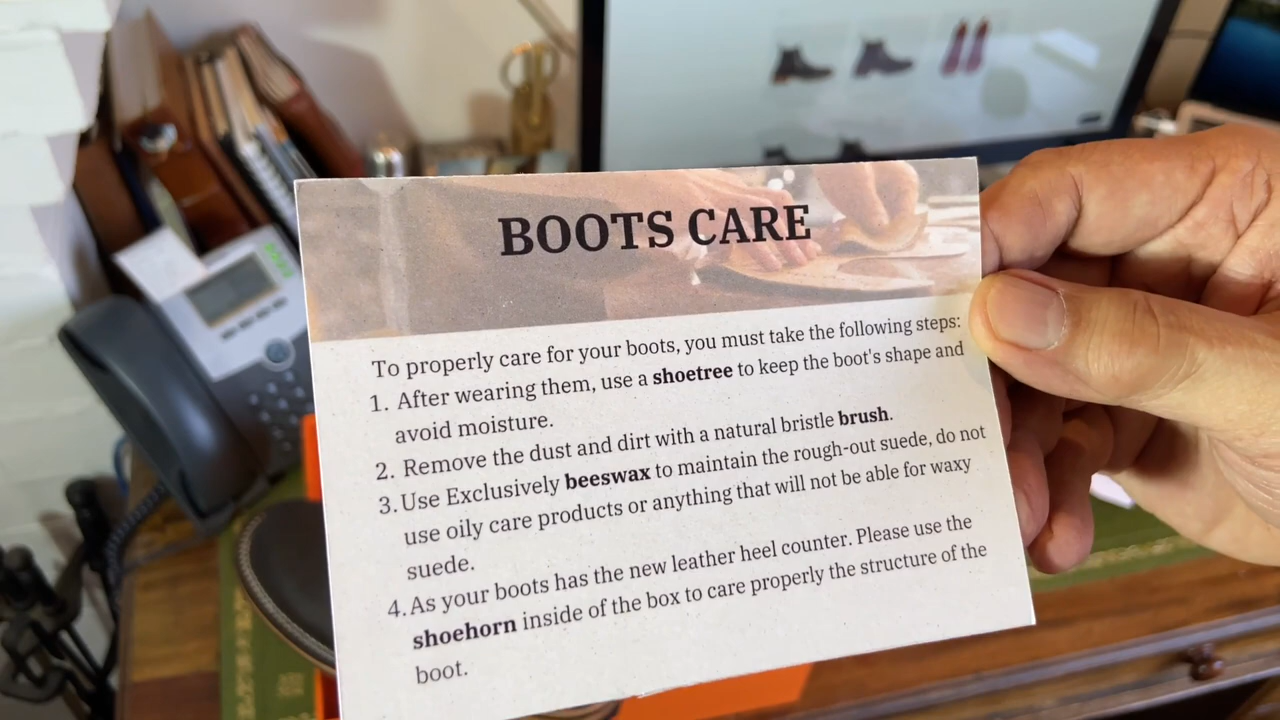 BOOTS CARE
To properly care for your boots, you must take the following steps:
1. After wearing them, use a shoetree to keep the boot's shape and
avoid moisture.
2. Remove the dust and dirt with a natural bristle brush.
3. Use Exclusively beeswax to maintain the rough-out suede, do not
use oily care products or anything that will not be able for waxy
suede.
4. As your boots has the new leather heel counter. Please use the
shoehorn inside of the box to care properly the structure of the
boot.